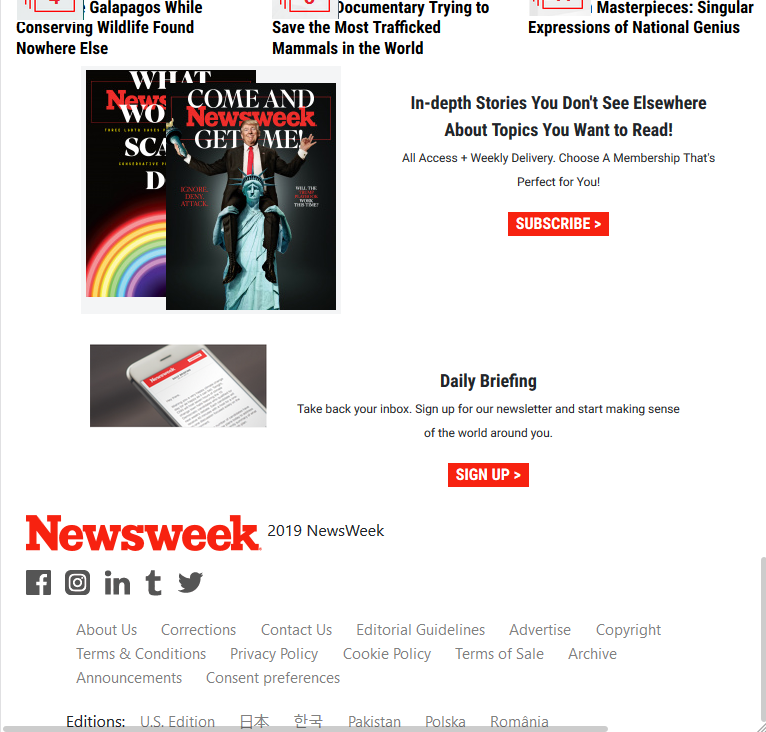 Galapagos While
Conserving Wildlife Found
Nowhere Else
Documentary Trying to
Save the Most Trafficked
Mammals in the World
Masterpieces: Singular
Expressions of National Genius
WHAT
Newsweek
COME AND
Newsweek
GET ME!
IGNORE.
DENY.
ATTACK.
WILL THE
WORK
THIS TIME?
In-depth Stories You Don't See Elsewhere
About Topics You Want to Read!
All Access + Weekly Delivery. Choose A Membership That's
Perfect for You!
SUBSCRIBE >
Newsweek
Daily Briefing
Take back your inbox. Sign up for our newsletter and start making sense
of the world around you.
SIGN UP >
Newsweek 2019 NewsWeek
About Us Corrections Contact Us Editorial Guidelines Advertise Copyright
Terms & Conditions Privacy Policy Cookie Policy Terms of Sale Archive
Announcements Consent preferences
Editions: U.S. Edition 日本 한국 Pakistan Polska România